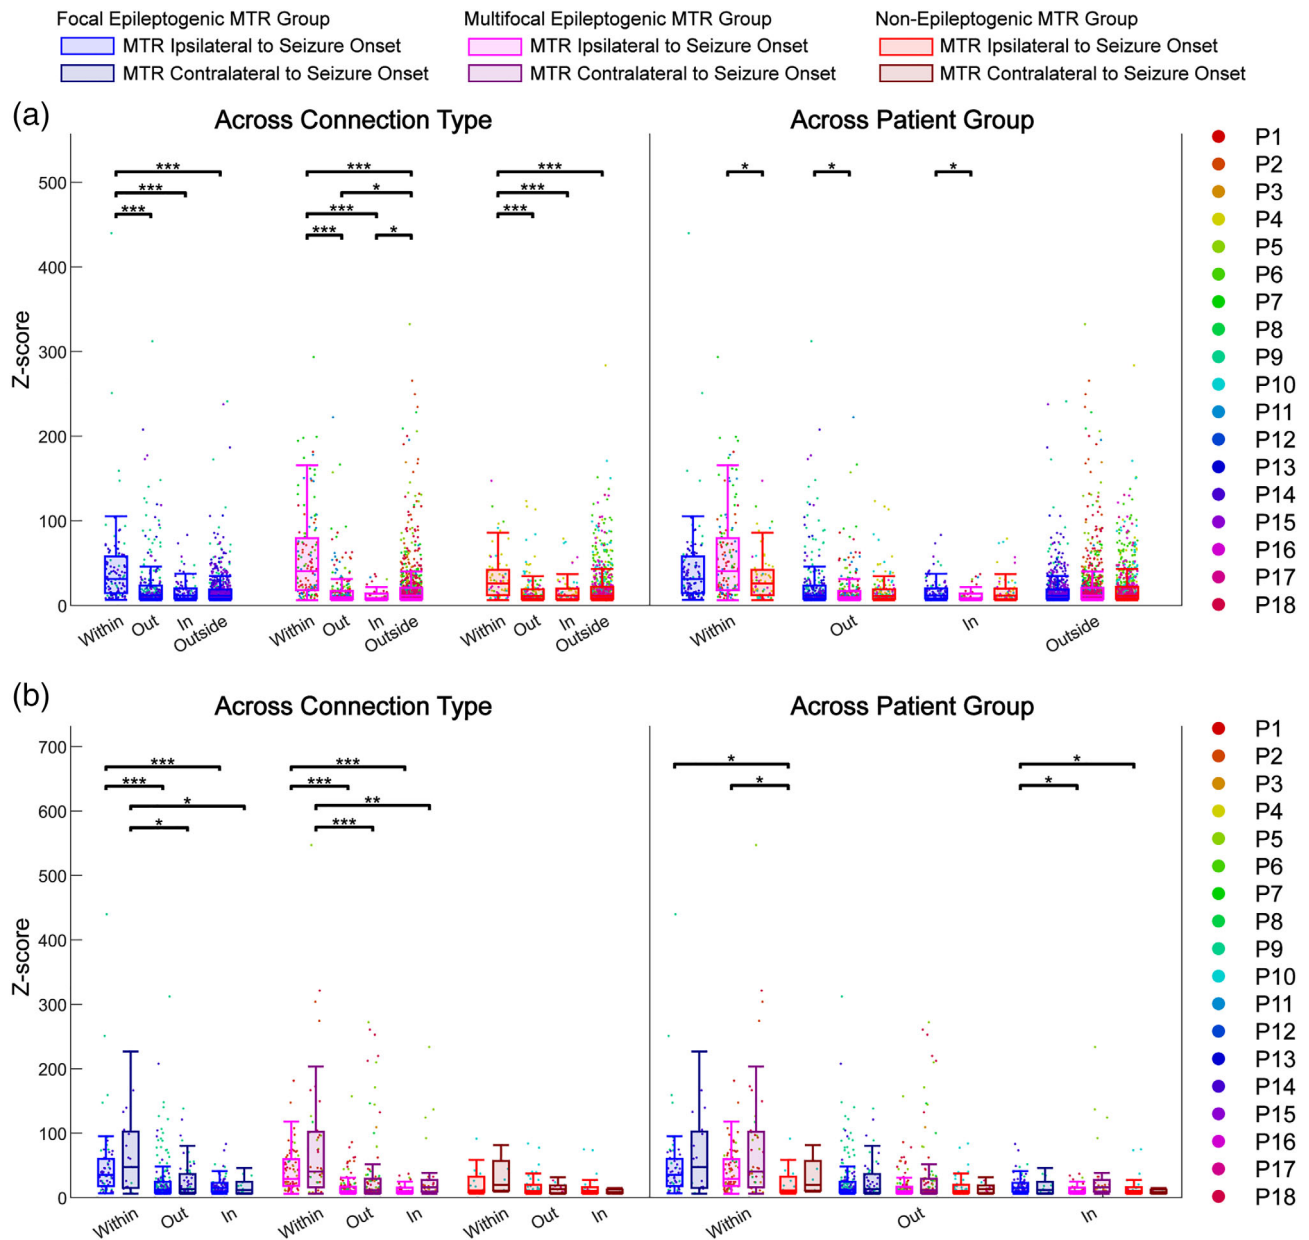 Focal Epileptogenic MTR Group Multifocal Epileptogenic MTR Group Non-Epileptogenic MTR Group
MTR Ipsilateral to Seizure Onset MTR Ipsilateral to Seizure Onset MTR Ipsilateral to Seizure Onset
MTR Contralateral to Seizure Onset MTR Contralateral to Seizure Onset MTR Contralateral to Seizure Onset
(a)
Across Connection Type Across Patient Group
Z-score
500
400
300
200
100
0
*** *** * * * ***
*** * ***
*** *** ***
*** *
Within Out In Outside Within Out In Outside Within Out In Outside Within Out In Outside
P1
P2
P3
P4
P5
P6
P7
P8
P9
P10
P11
P12
P13
P14
P15
P16
P17
P18
(b)
Across Connection Type Across Patient Group
Z-score
700
600
500
400
300
200
100
0
*** *** * *
*** *** * *
* **
* ***
Within Out In Within Out In Within Out In Within Out In
P1
P2
P3
P4
P5
P6
P7
P8
P9
P10
P11
P12
P13
P14
P15
P16
P17
P18